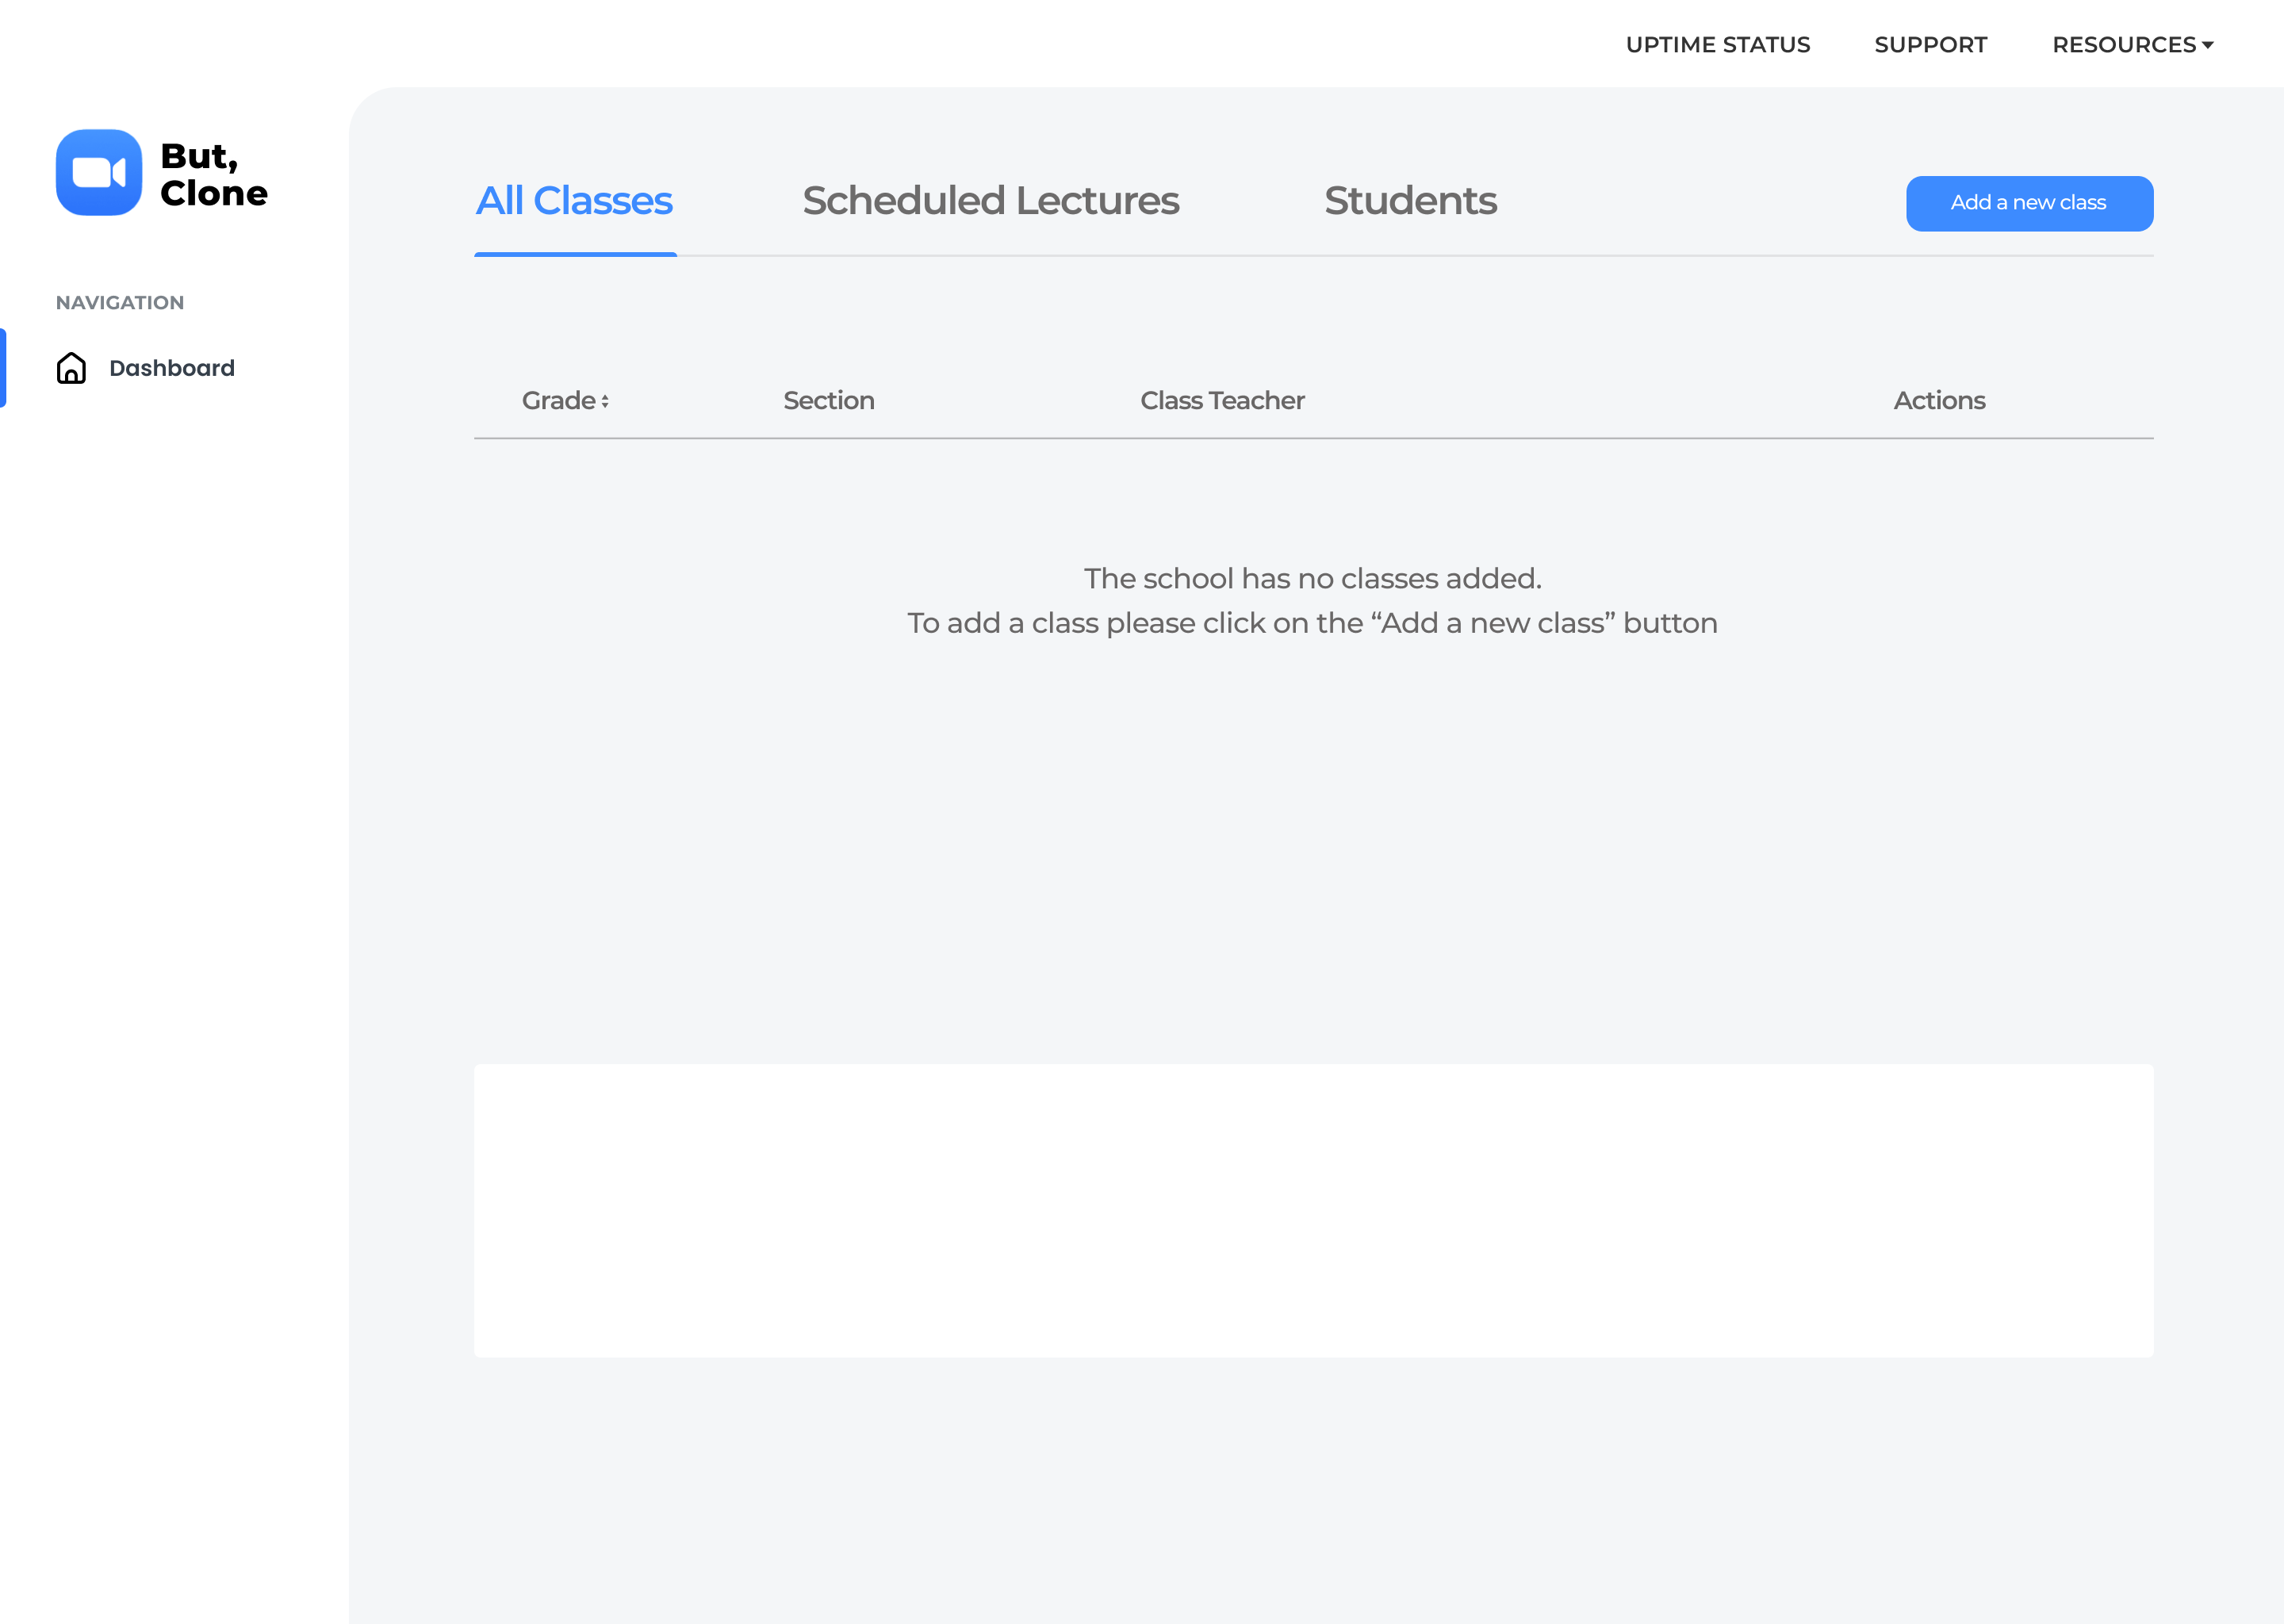 UPTIME STATUS SUPPORT RESOURCES
But,
Clone
NAVIGATION
Dashboard
All Classes Scheduled Lectures Students Add a new class
Grade Section Class Teacher Actions
The school has no classes added.
To add a class please click on the “Add a new class” button